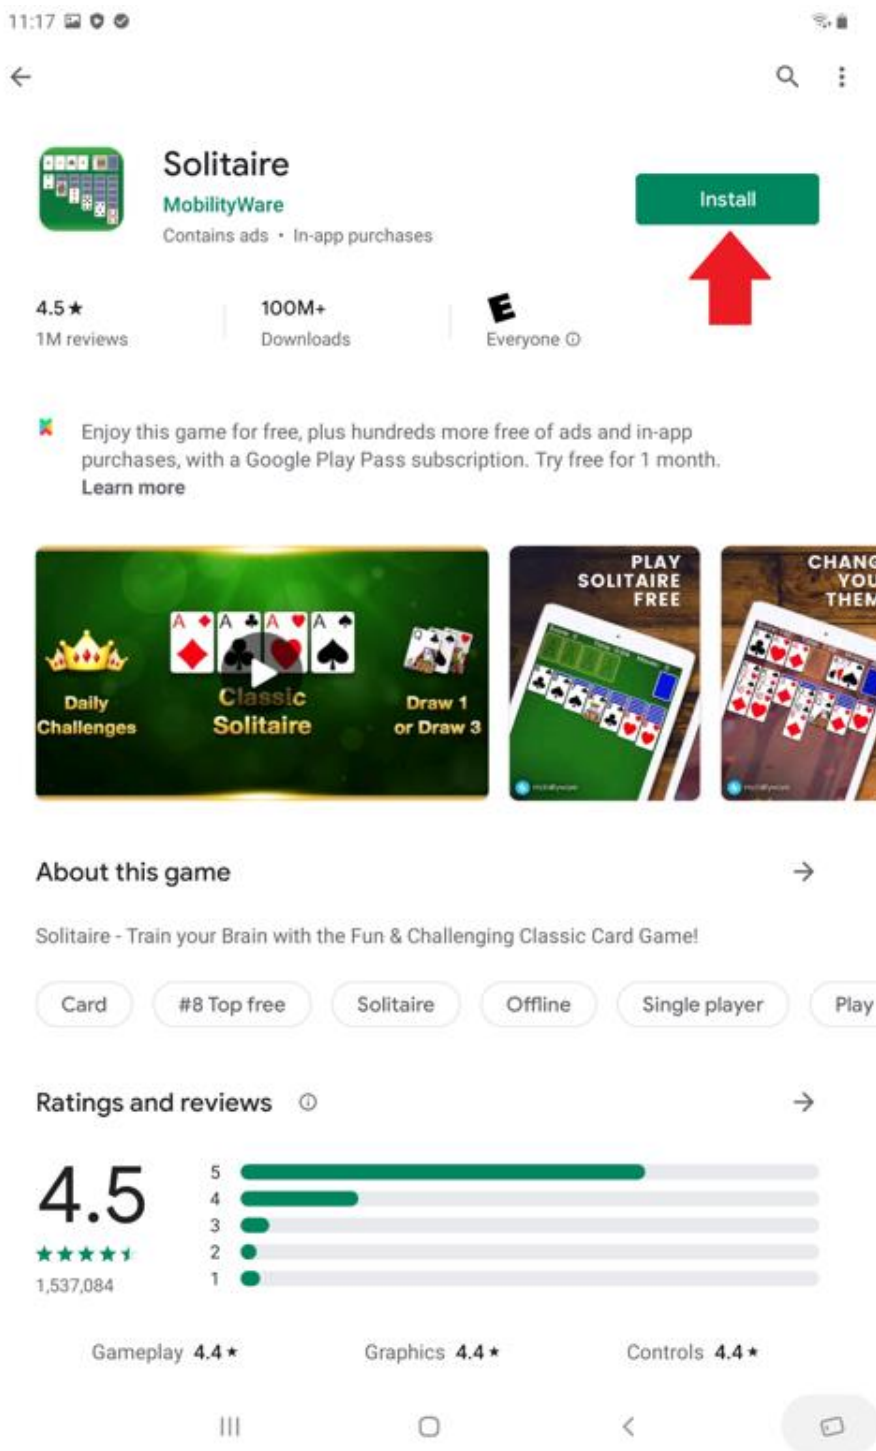 11:17
Solitaire
MobilityWare
Install
Contains ads • In-app purchases
4.5★
100M+
E
1M reviews
Downloads
Everyone
Enjoy this game for free, plus hundreds more free of ads and in-app
purchases, with a Google Play Pass subscription. Try free for 1 month.
Learn more
A A A A
Daily
Challenges
Classic
Solitaire
Draw 1
or Draw 3
PLAY
SOLITAIRE
FREE
mobilityware
CHANG
YOU
THEM
mobilityware
About this game
Solitaire - Train your Brain with the Fun & Challenging Classic Card Game!
Card
#8 Top free
Solitaire
Offline
Single player
Play
Ratings and reviews
4.5
1,537,084
5
4
3
2
1
Gameplay 4.4★
Graphics 4.4★
Controls 4.4★